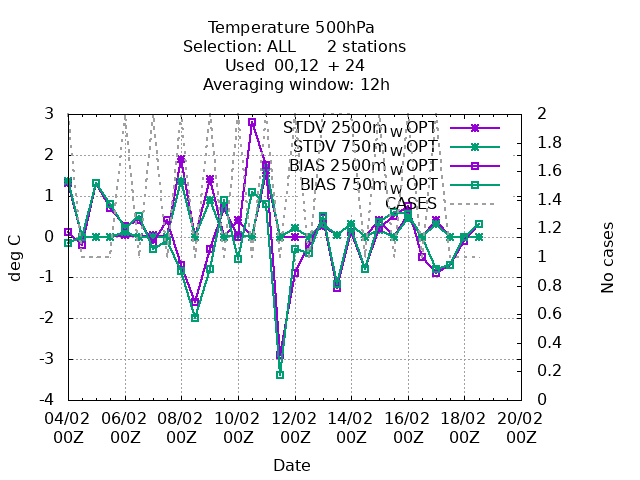 Temperature 500hPa
Selection: ALL 2 stations
Used 00,12 + 24
Averaging window: 12h
STDV 2500m w OPT
STDV 750m w OPT
BIAS 2500m w OPT
BIAS 750m w OPT
CASES
3
2
1
0
-1
-2
-3
-4
deg C
2
1.8
1.6
1.4
1.2
1
0.8
0.6
0.4
0.2
0
No cases
04/02 06/02 08/02 10/02 12/02 14/02 16/02 18/02 20/02
00Z 00Z 00Z 00Z 00Z 00Z 00Z 00Z 00Z
Date